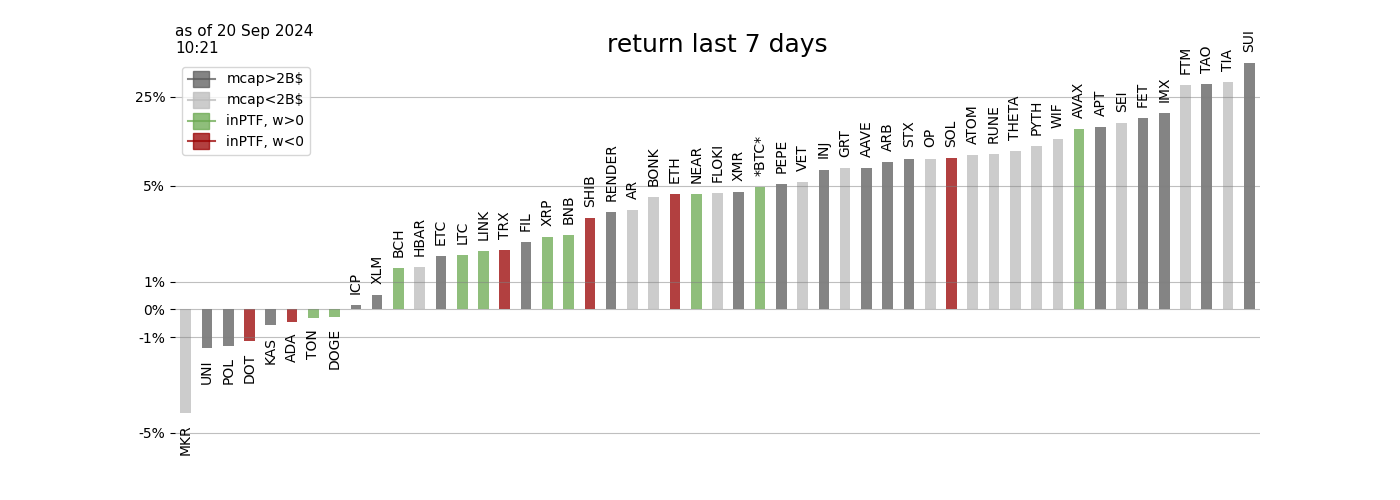 as of 20 Sep 2024
10:21
return last 7 days
mcap>2B$
mcap<2B$
inPTF, w>0
inPTF, w<0
25%
5%
1%
0%
-1%
-5%
MKR
UNI
POL
DOT
KAS
ADA
TON
DOGE
ICP
XLM
BCH
HBAR
ETC
LTC
LINK
TRX
FIL
XRP
BNB
SHIB
RENDER
AR
BONK
ETH
NEAR
FLOKI
XMR
*BTC*
PEPE
VET
INJ
GRT
AAVE
ARB
STX
OP
SOL
ATOM
RUNE
THETA
PYTH
WIF
AVAX
APT
SEI
FET
IMX
FTM
TAO
TIA
SUI